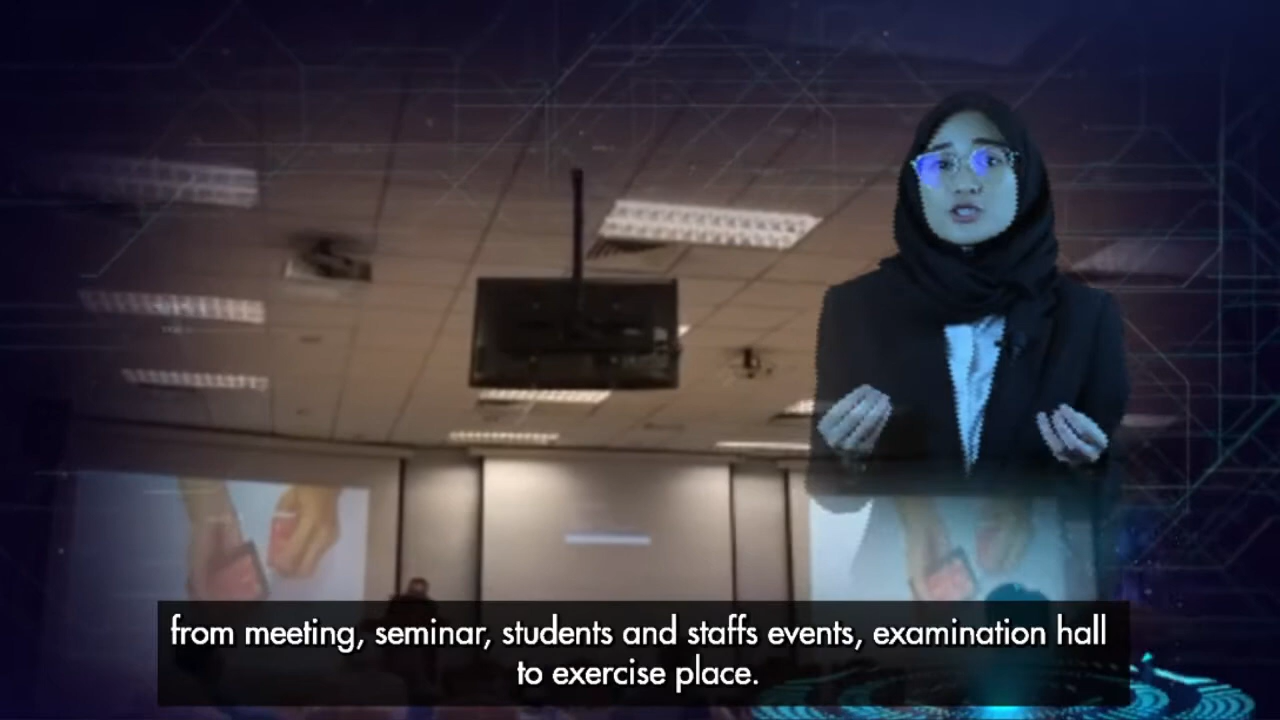 from meeting, seminar, students and staffs events, examination hall
to exercise place.